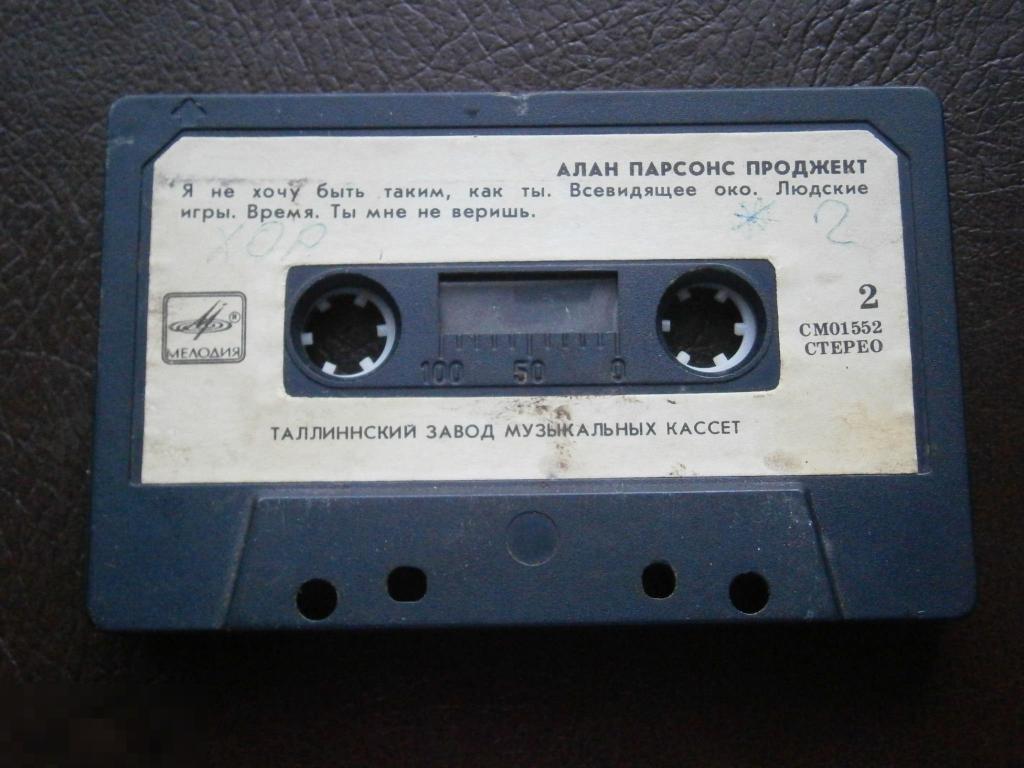 АЛАН ПАРСОНС ПРОДЖЕКТ
Я не хочу быть таким, как ты. Всевидящее око. Людские
игры. Время. Ты мне не веришь.
* 2
ХОР
2
СМ01552
СТЕРЕО
®
МЕЛОДИЯ
100 50 0
ТАЛЛИННСКИЙ ЗАВОД МУЗЫКАЛЬНЫХ КАССЕТ